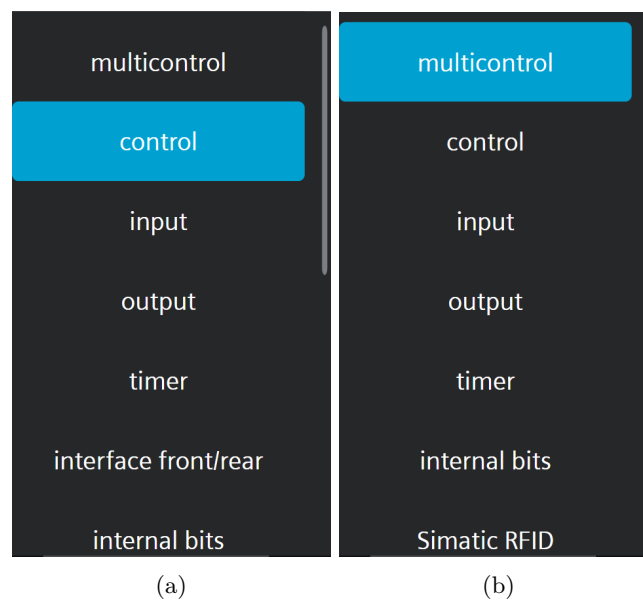 multicontrol
control
input
output
timer
interface front/rear
internal bits
(a)
multicontrol
control
input
output
timer
internal bits
Simatic RFID
(b)